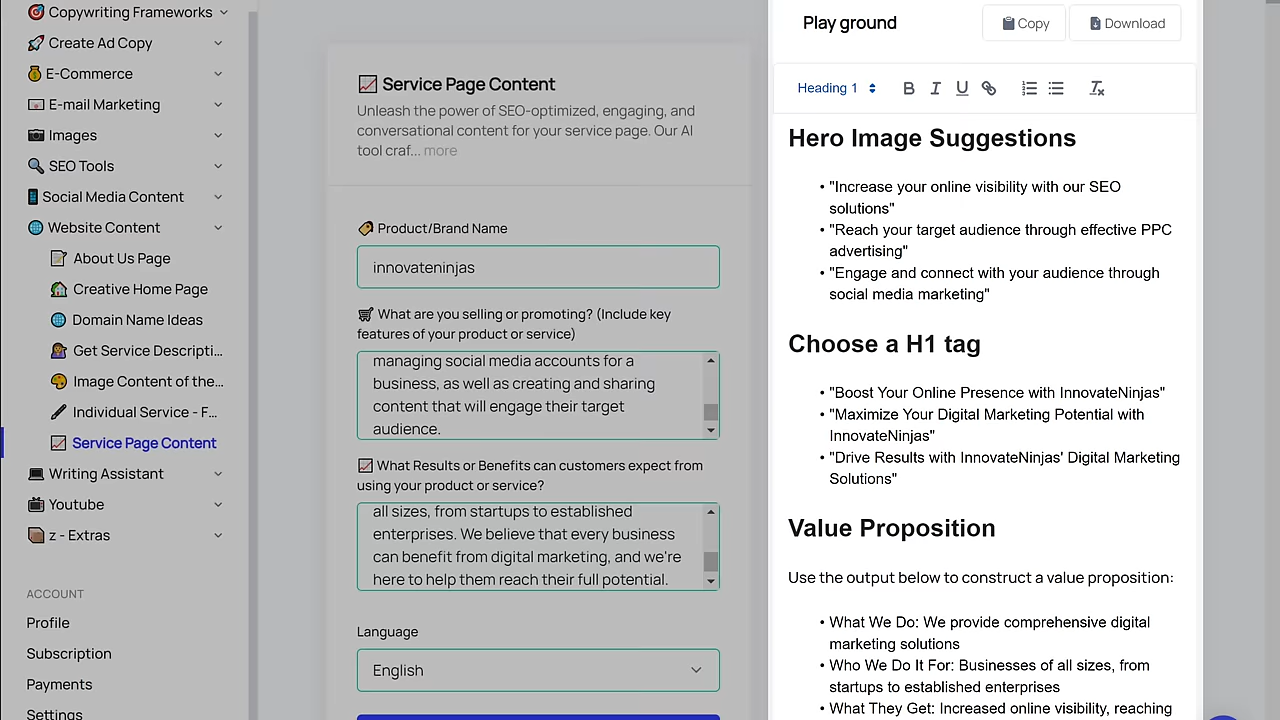 Copywriting Frameworks
Create Ad Copy
E-Commerce
E-mail Marketing
Images
SEO Tools
Social Media Content
Website Content
About Us Page
Creative Home Page
Domain Name Ideas
Get Service Descripti...
Image Content of the...
Individual Service - F...
Service Page Content
Writing Assistant
Youtube
z - Extras
ACCOUNT
Profile
Subscription
Payments
Settings
Service Page Content
Unleash the power of SEO-optimized, engaging, and
conversational content for your service page. Our AI
tool craf... more
Product/Brand Name
innovateninjas
What are you selling or promoting? (Include key
features of your product or service)
managing social media accounts for a
business, as well as creating and sharing
content that will engage their target
audience.
What Results or Benefits can customers expect from
using your product or service?
all sizes, from startups to established
enterprises. We believe that every business
can benefit from digital marketing, and we're
here to help them reach their full potential.
Language
English
Play ground
Copy
Download
Heading 1
Hero Image Suggestions
• "Increase your online visibility with our SEO
solutions"
• "Reach your target audience through effective PPC
advertising"
• "Engage and connect with your audience through
social media marketing"
Choose a H1 tag
• "Boost Your Online Presence with InnovateNinjas"
• "Maximize Your Digital Marketing Potential with
InnovateNinjas"
• "Drive Results with InnovateNinjas' Digital Marketing
Solutions"
Value Proposition
Use the output below to construct a value proposition:
• What We Do: We provide comprehensive digital
marketing solutions
• Who We Do It For: Businesses of all sizes, from
startups to established enterprises
• What They Get: Increased online visibility, reaching